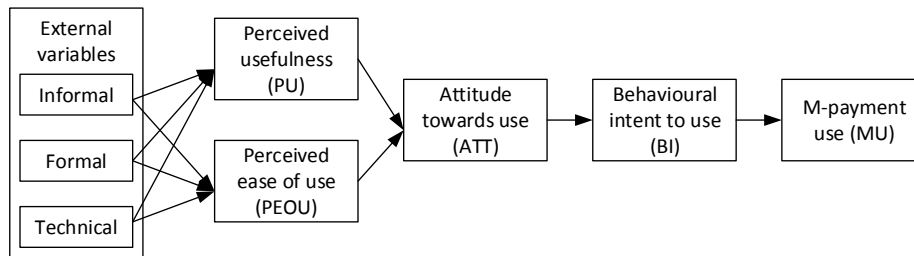 External
variables
Informal
Formal
Technical
Perceived
usefulness
(PU)
Perceived
ease of use
(PEOU)
Attitude
towards use
(ATT)
Behavioural
intent to use
(BI)
M-payment
use (MU)